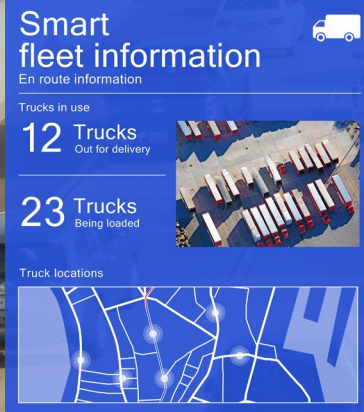 Smart
fleet information
En route information
Trucks in use
12 Trucks
Out for delivery
23 Trucks
Being loaded
Truck locations